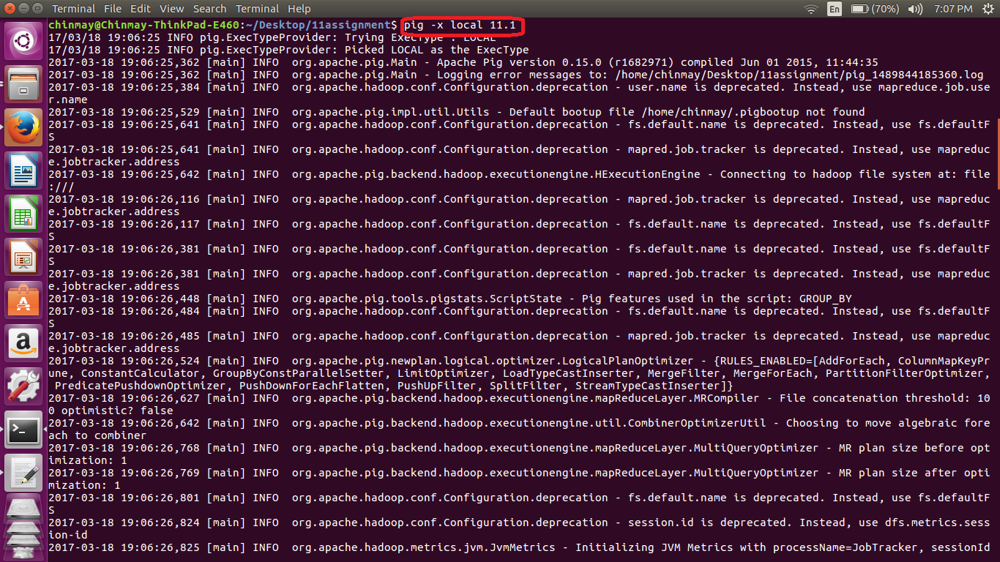 Terminal File Edit View Search Terminal Help En (70%) 7:07 PM
chinmay@Chinmay-ThinkPad-E460:~/Desktop/11assignment$ pig -x local 11.1
17/03/18 19:06:25 INFO pig.ExecTypeProvider: Trying ExecType : LOCAL
17/03/18 19:06:25 INFO pig.ExecTypeProvider: Picked LOCAL as the ExecType
2017-03-18 19:06:25,362 [main] INFO  org.apache.pig.Main - Apache Pig version 0.15.0 (r1682971) compiled Jun 01 2015, 11:44:35
2017-03-18 19:06:25,362 [main] INFO  org.apache.pig.Main - Logging error messages to: /home/chinmay/Desktop/11assignment/pig_1489844185360.log
2017-03-18 19:06:25,384 [main] INFO  org.apache.hadoop.conf.Configuration.deprecation - user.name is deprecated. Instead, use mapreduce.job.use
r.name
2017-03-18 19:06:25,529 [main] INFO  org.apache.pig.impl.util.Utils - Default bootup file /home/chinmay/.pigbootup not found
2017-03-18 19:06:25,641 [main] INFO  org.apache.hadoop.conf.Configuration.deprecation - fs.default.name is deprecated. Instead, use fs.defaultF
S
2017-03-18 19:06:25,641 [main] INFO  org.apache.hadoop.conf.Configuration.deprecation - mapred.job.tracker is deprecated. Instead, use mapreduc
e.jobtracker.address
2017-03-18 19:06:25,642 [main] INFO  org.apache.pig.backend.hadoop.executionengine.HExecutionEngine - Connecting to hadoop file system at: file
:///
2017-03-18 19:06:26,116 [main] INFO  org.apache.hadoop.conf.Configuration.deprecation - mapred.job.tracker is deprecated. Instead, use mapreduc
e.jobtracker.address
2017-03-18 19:06:26,117 [main] INFO  org.apache.hadoop.conf.Configuration.deprecation - fs.default.name is deprecated. Instead, use fs.defaultF
S
2017-03-18 19:06:26,381 [main] INFO  org.apache.hadoop.conf.Configuration.deprecation - fs.default.name is deprecated. Instead, use fs.defaultF
S
2017-03-18 19:06:26,381 [main] INFO  org.apache.hadoop.conf.Configuration.deprecation - mapred.job.tracker is deprecated. Instead, use mapreduc
e.jobtracker.address
2017-03-18 19:06:26,448 [main] INFO  org.apache.pig.tools.pigstats.ScriptState - Pig features used in the script: GROUP_BY
2017-03-18 19:06:26,484 [main] INFO  org.apache.hadoop.conf.Configuration.deprecation - fs.default.name is deprecated. Instead, use fs.defaultF
S
2017-03-18 19:06:26,485 [main] INFO  org.apache.hadoop.conf.Configuration.deprecation - mapred.job.tracker is deprecated. Instead, use mapreduc
e.jobtracker.address
2017-03-18 19:06:26,524 [main] INFO  org.apache.pig.newplan.logical.optimizer.LogicalPlanOptimizer - {RULES_ENABLED=[AddForEach, ColumnMapKeyPr
une, ConstantCalculator, GroupByConstParallelSetter, LimitOptimizer, LoadTypeCastInserter, MergeFilter, MergeForEach, PartitionFilterOptimizer,
 PredicatePushdownOptimizer, PushDownForEachFlatten, PushUpFilter, SplitFilter, StreamTypeCastInserter]}
2017-03-18 19:06:26,627 [main] INFO  org.apache.pig.backend.hadoop.executionengine.mapReduceLayer.MRCompiler - File concatenation threshold: 10
0 optimistic? false
2017-03-18 19:06:26,642 [main] INFO  org.apache.pig.backend.hadoop.executionengine.util.CombinerOptimizerUtil - Choosing to move algebraic fore
ach to combiner
2017-03-18 19:06:26,768 [main] INFO  org.apache.pig.backend.hadoop.executionengine.mapReduceLayer.MultiQueryOptimizer - MR plan size before opt
imization: 1
2017-03-18 19:06:26,769 [main] INFO  org.apache.pig.backend.hadoop.executionengine.mapReduceLayer.MultiQueryOptimizer - MR plan size after opti
mization: 1
2017-03-18 19:06:26,801 [main] INFO  org.apache.hadoop.conf.Configuration.deprecation - fs.default.name is deprecated. Instead, use fs.defaultF
S
2017-03-18 19:06:26,824 [main] INFO  org.apache.hadoop.conf.Configuration.deprecation - session.id is deprecated. Instead, use dfs.metrics.sess
ion-id
2017-03-18 19:06:26,825 [main] INFO  org.apache.hadoop.metrics.jvm.JvmMetrics - Initializing JVM Metrics with processName=JobTracker, sessionId